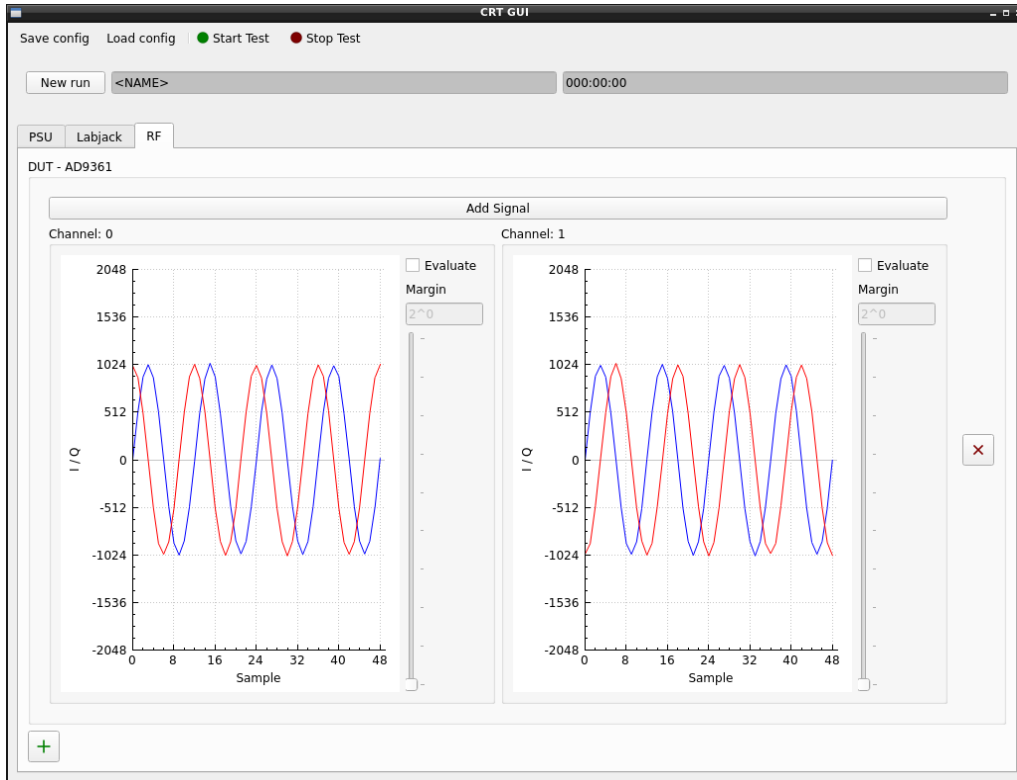 CRT GUI
Save config Load config Start Test Stop Test
New run <NAME> 000:00:00
PSU Labjack RF
DUT - AD9361
Add Signal
Channel: 0
Evaluate
Margin
2^0
I / Q
2048
1536
1024
512
0
-512
-1024
-1536
-2048
0 8 16 24 32 40 48
Sample
Channel: 1
Evaluate
Margin
2^0
I / Q
2048
1536
1024
512
0
-512
-1024
-1536
-2048
0 8 16 24 32 40 48
Sample